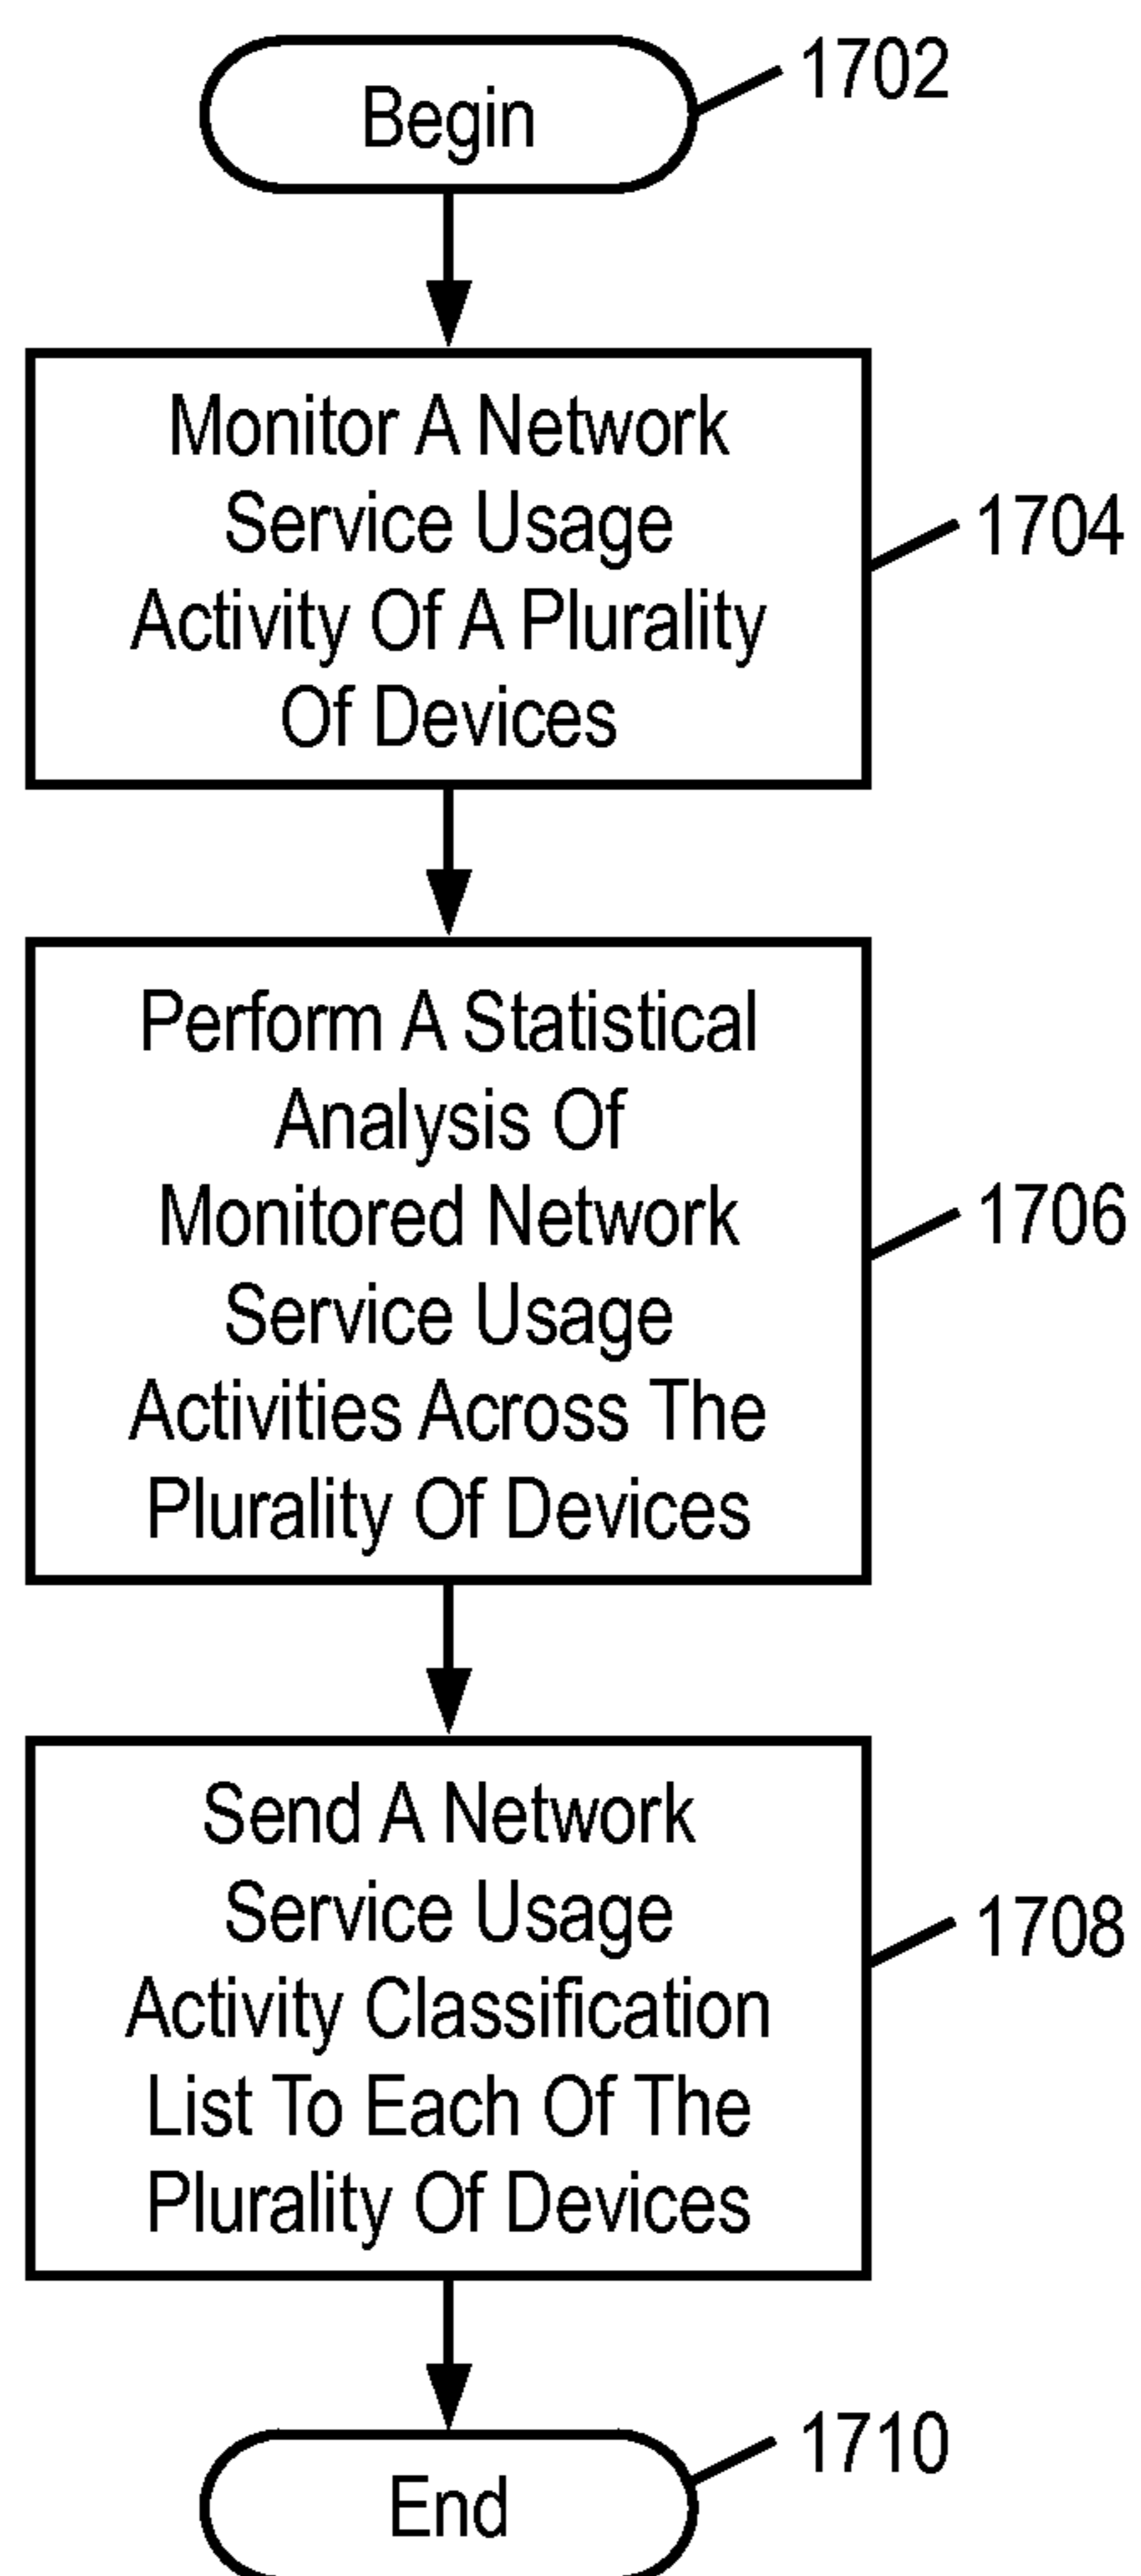 Begin
1702
Monitor A Network
Service Usage
Activity Of A Plurality
Of Devices
1704
Perform A Statistical
Analysis Of
Monitored Network
Service Usage
Activities Across The
Plurality Of Devices
1706
Send A Network
Service Usage
Activity Classification
List To Each Of The
Plurality Of Devices
1708
End
1710